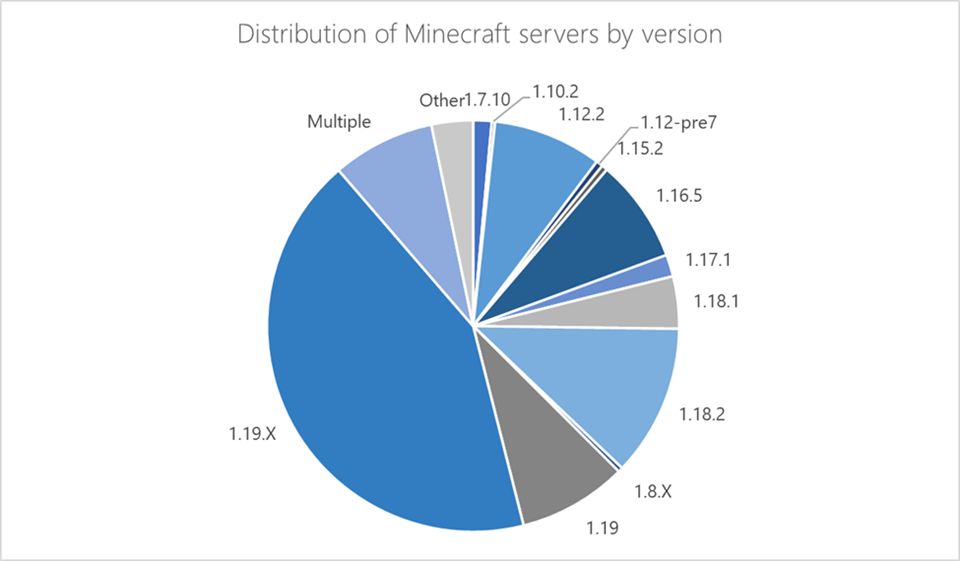 Distribution of Minecraft servers by version
1.7.10
1.10.2
1.12.2
1.12-pre7
1.15.2
1.16.5
1.17.1
1.18.1
1.18.2
1.8.X
1.19
1.19.X
Multiple
Other